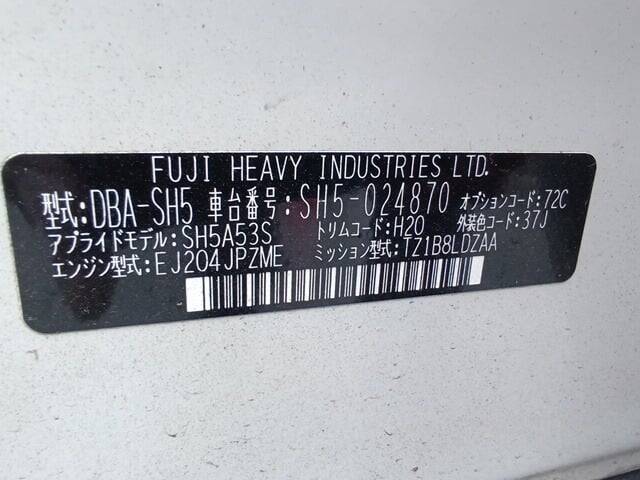 FUJI HEAVY INDUSTRIES LTD.
型式:DBA-SH5 車台番号:SH5-024870 オプションコード:72C
アプライドモデル:SH5A53S トリムコード:H20 外装色コード:37J
エンジン型式:EJ204JPZME ミッション型式:TZ1B8LDZAA